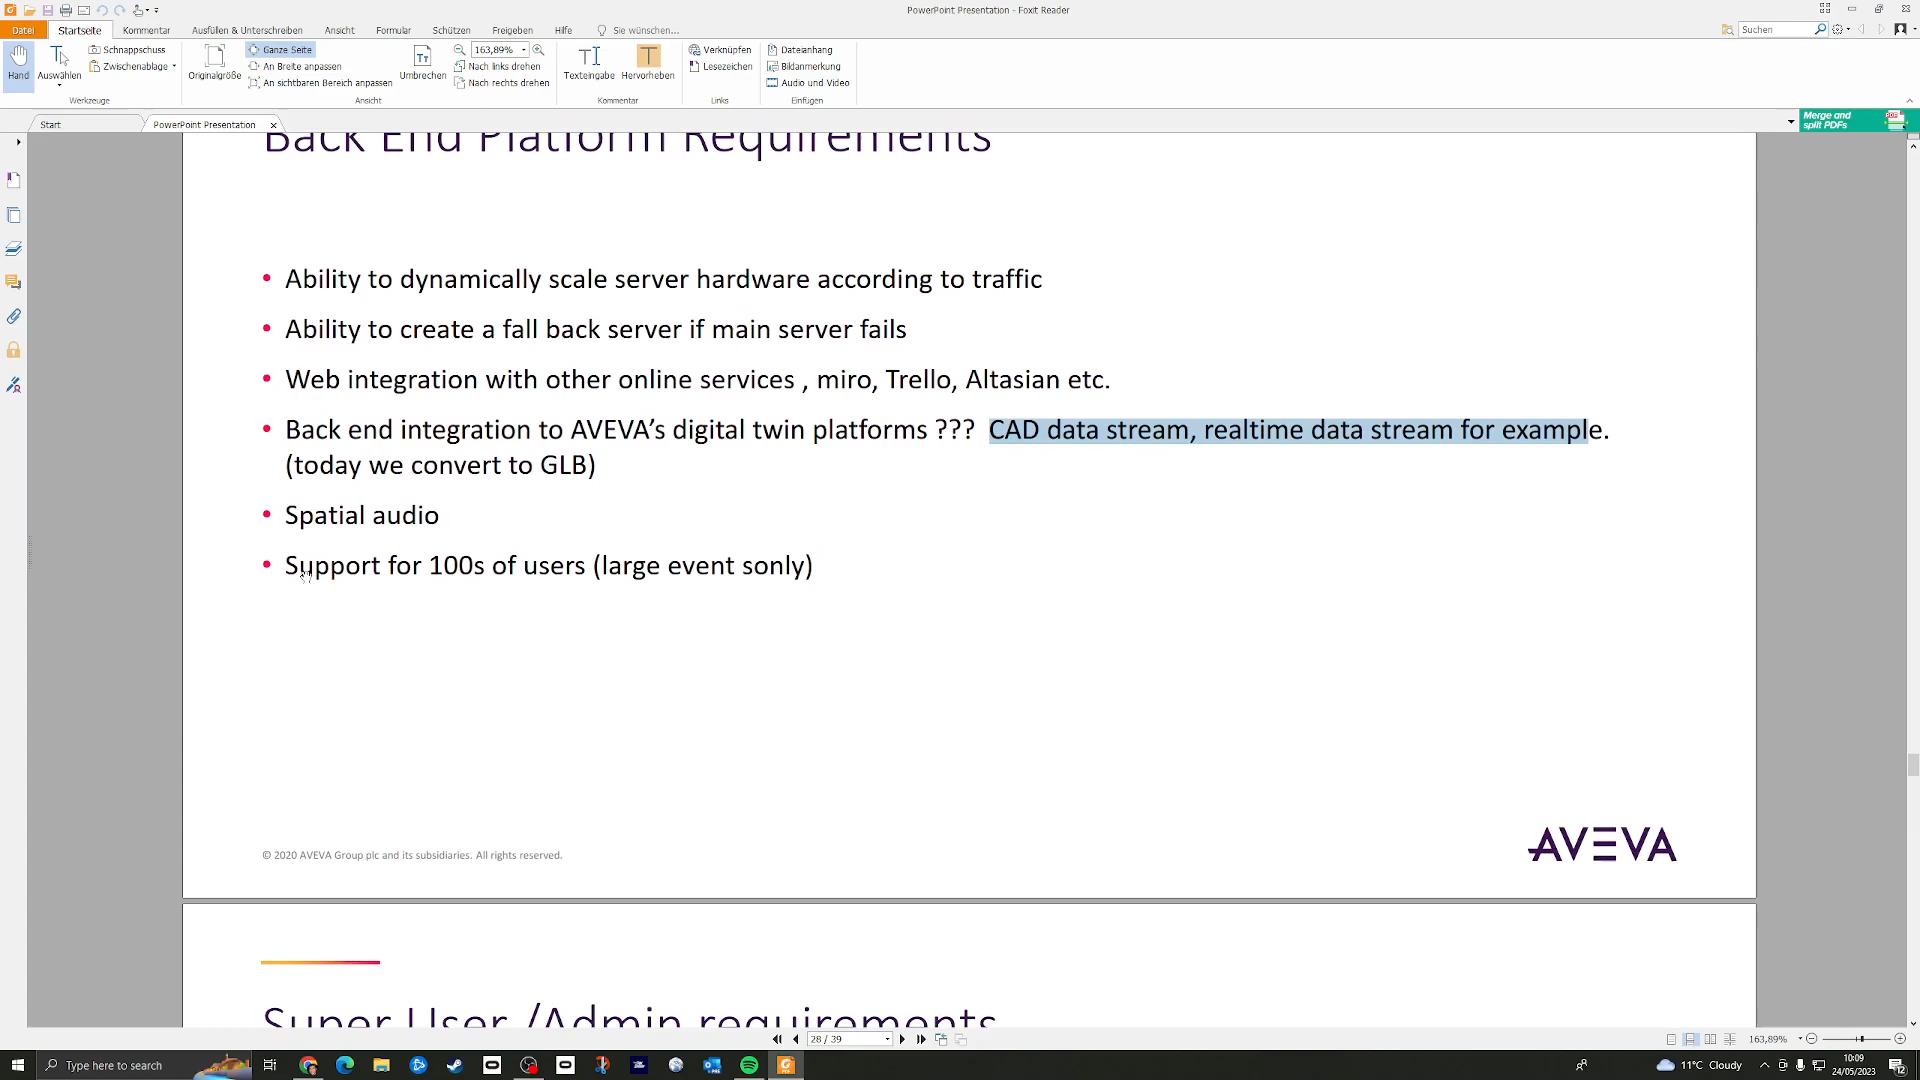 PowerPoint Presentation - Foxit Reader
Datei Startseite Kommentar Ausfüllen & Unterschreiben Ansicht Formular Schützen Freigeben Hilfe Sie wünschen... Suchen
Hand
Auswählen
Schnappschuss
Zwischenablage
Werkzeuge
Originalgröße
Ganze Seite
An Breite anpassen
An sichtbaren Bereich anpassen
Umbrechen
163,89%
Nach links drehen
Nach rechts drehen
Ansicht
Texteingabe
Hervorheben
Kommentar
Verknüpfen
Lesezeichen
Links
Dateianhang
Bildanmerkung
Audio und Video
Einfügen
Start
PowerPoint Presentation
Merge and
split PDFs
Back End Platform Requirements
• Ability to dynamically scale server hardware according to traffic
• Ability to create a fall back server if main server fails
• Web integration with other online services , miro, Trello, Altasian etc.
• Back end integration to AVEVA’s digital twin platforms ??? CAD data stream, realtime data stream for example.
(today we convert to GLB)
• Spatial audio
• Support for 100s of users (large event sonly)
© 2020 AVEVA Group plc and its subsidiaries. All rights reserved.
AVEVA
Super User /Admin requirements
28 / 39
163,89%
Type here to search
11°C Cloudy
10:09
24/05/2023